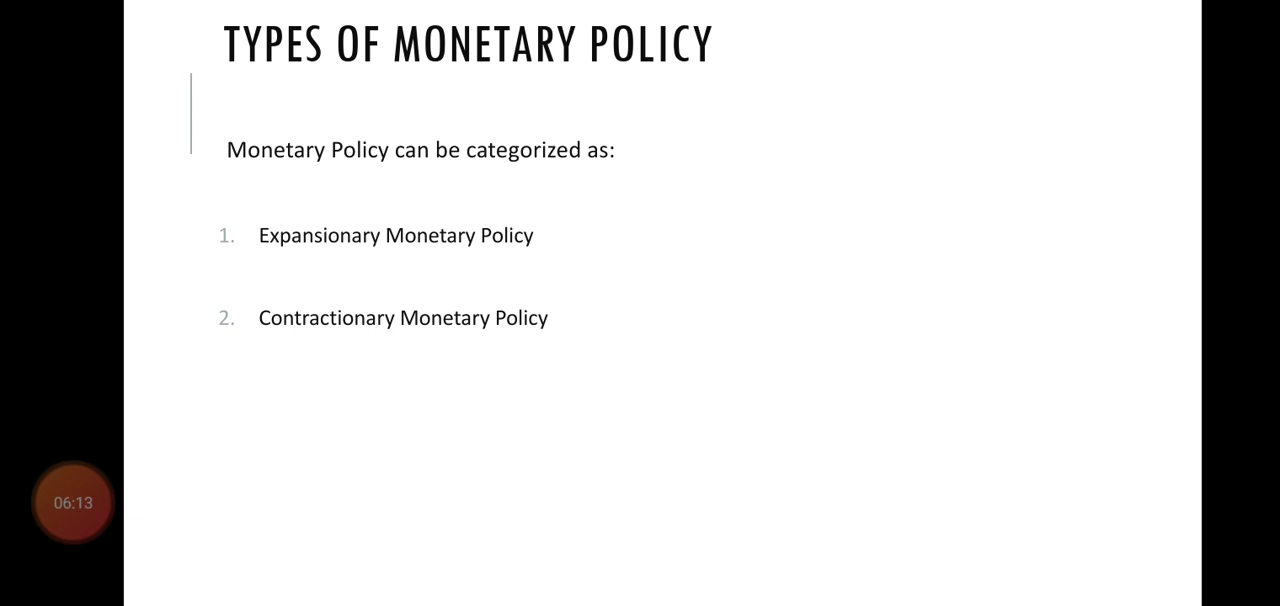 TYPES OF MONETARY POLICY
Monetary Policy can be categorized as:
1. Expansionary Monetary Policy
2. Contractionary Monetary Policy
06:13